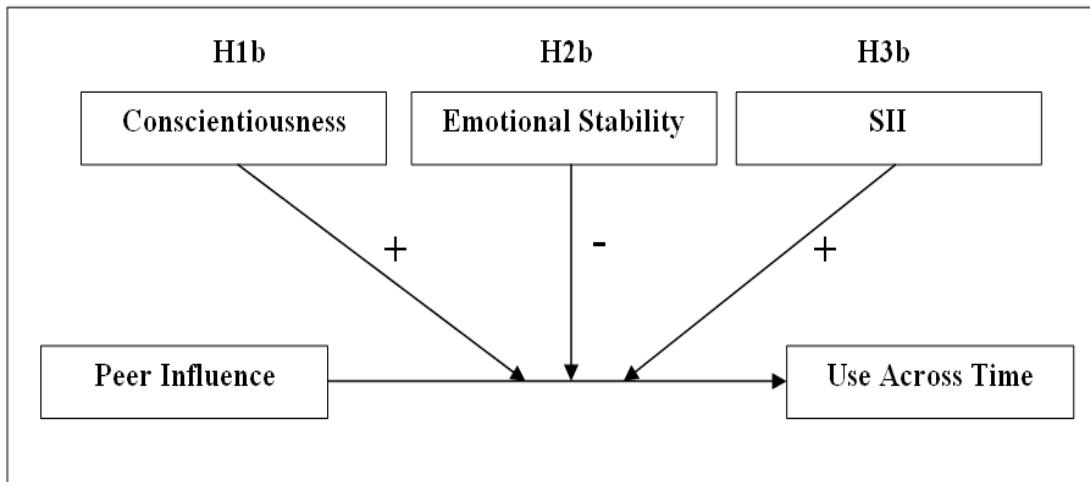 H1b H2b H3b
Conscientiousness Emotional Stability SII
+ - +
Peer Influence Use Across Time